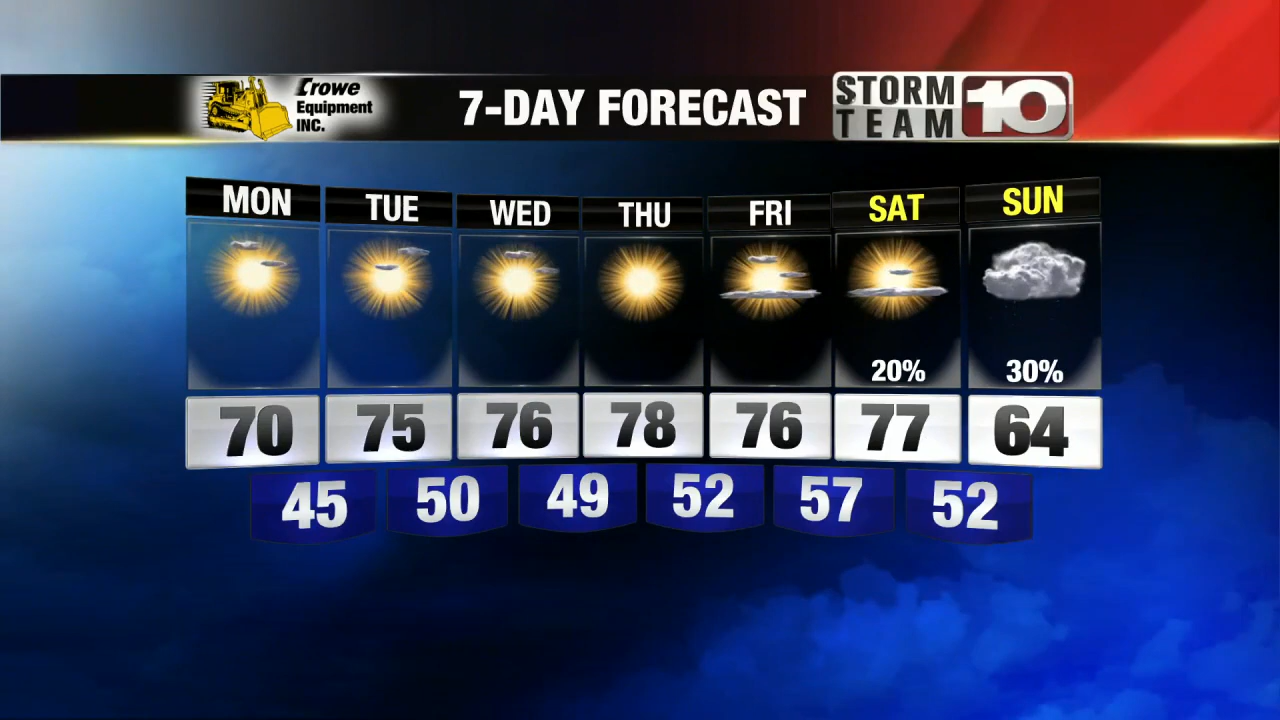 Crowe
Equipment
INC.
7-DAY FORECAST
STORM
TEAM
10
MON TUE WED THU FRI SAT SUN
20% 30%
70 75 76 78 76 77 64
45 50 49 52 57 52